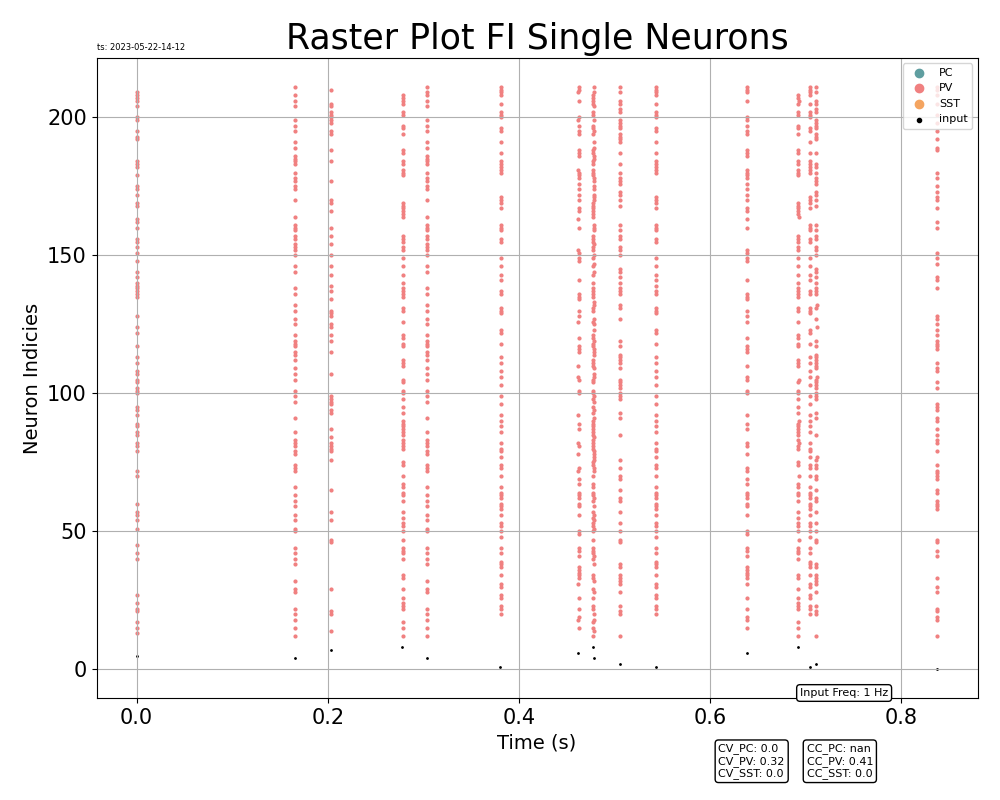 Raster Plot FI Single Neurons
ts: 2023-05-22-14-12
PC
PV
SST
input
200
150
100
50
0
Neuron Indicies
0.0 0.2 0.4 0.6 0.8
Time (s)
Input Freq: 1 Hz
CV_PC: 0.0
CV_PV: 0.32
CV_SST: 0.0
CC_PC: nan
CC_PV: 0.41
CC_SST: 0.0